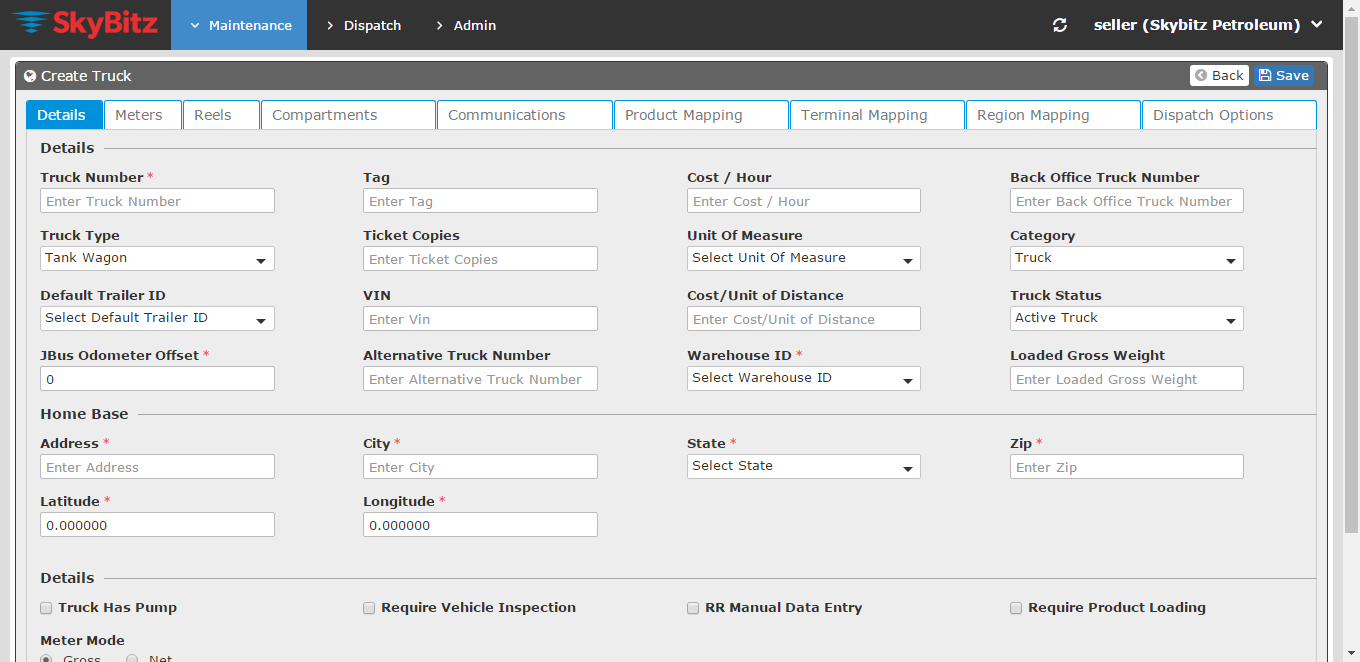 SkyBitz Maintenance Dispatch Admin seller (Skybitz Petroleum)
Create Truck Back Save
Details Meters Reels Compartments Communications Product Mapping Terminal Mapping Region Mapping Dispatch Options
Details
Truck Number * Tag Cost / Hour Back Office Truck Number
Enter Truck Number Enter Tag Enter Cost / Hour Enter Back Office Truck Number
Truck Type Ticket Copies Unit Of Measure Category
Tank Wagon Enter Ticket Copies Select Unit Of Measure Truck
Default Trailer ID VIN Cost/Unit of Distance Truck Status
Select Default Trailer ID Enter Vin Enter Cost/Unit of Distance Active Truck
JBus Odometer Offset * Alternative Truck Number Warehouse ID * Loaded Gross Weight
0 Enter Alternative Truck Number Select Warehouse ID Enter Loaded Gross Weight
Home Base
Address * City * State * Zip *
Enter Address Enter City Select State Enter Zip
Latitude * Longitude *
0.000000 0.000000
Details
Truck Has Pump Require Vehicle Inspection RR Manual Data Entry Require Product Loading
Meter Mode
Gross Net